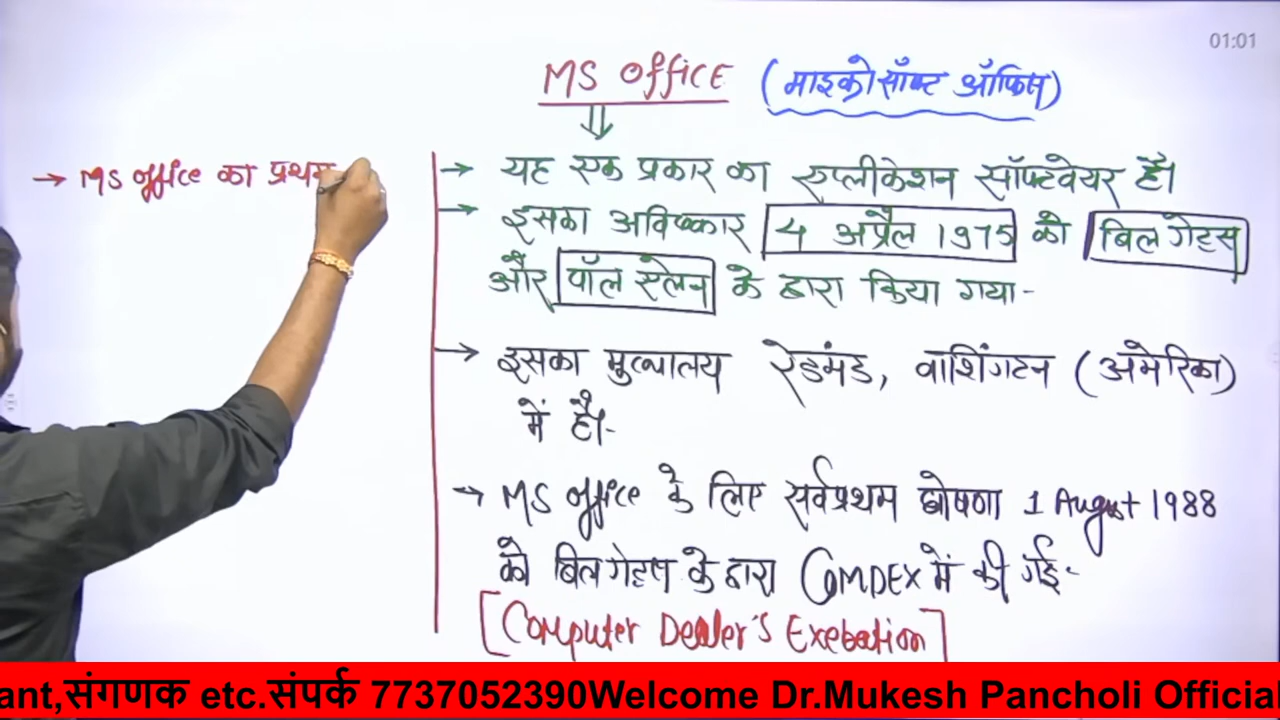 01:01
MS Office (माइक्रोसॉफ्ट ऑफिस)
→ MS office का प्रथम
→ यह एक प्रकार का एप्लीकेशन सॉफ्टवेयर है।
→ इसका अविष्कार 4 अप्रैल 1975 को बिल गेट्स
और पॉल एलेन के द्वारा किया गया-
→ इसका मुख्यालय रेडमंड, वाशिंगटन (अमेरिका)
में है।-
→ MS office के लिए सर्वप्रथम घोषणा 1 August 1988
को बिल गेट्स के द्वारा COMDEX में की गई-
[Computer Dealer's Exebation]
ant,संगणक etc.संपर्क 7737052390Welcome Dr.Mukesh Pancholi Official